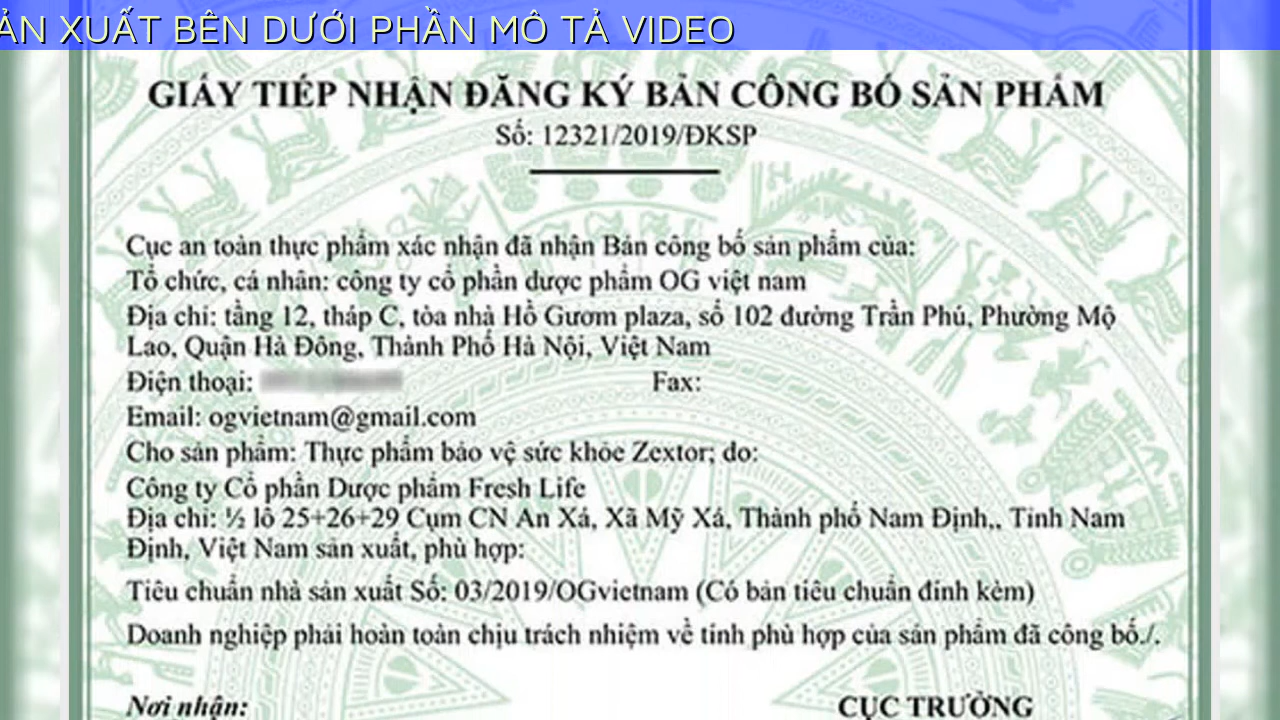 ẢN XUẤT BÊN DƯỚI PHẦN MÔ TẢ VIDEO
GIẤY TIẾP NHẬN ĐĂNG KÝ BẢN CÔNG BỐ SẢN PHẨM
Số: 12321/2019/ĐKSP
Cục an toàn thực phẩm xác nhận đã nhận Bản công bố sản phẩm của:
Tổ chức, cá nhân: công ty cổ phần dược phẩm OG việt nam
Địa chỉ: tầng 12, tháp C, tòa nhà Hồ Gươm plaza, số 102 đường Trần Phú, Phường Mộ
Lao, Quận Hà Đông, Thành Phố Hà Nội, Việt Nam
Điện thoại: Fax:
Email: ogvietnam@gmail.com
Cho sản phẩm: Thực phẩm bảo vệ sức khỏe Zextor; do:
Công ty Cổ phần Dược phẩm Fresh Life
Địa chỉ: ½ lô 25+26+29 Cụm CN An Xá, Xã Mỹ Xá, Thành phố Nam Định,, Tỉnh Nam
Định, Việt Nam sản xuất, phù hợp:
Tiêu chuẩn nhà sản xuất Số: 03/2019/OGvietnam (Có bản tiêu chuẩn đính kèm)
Doanh nghiệp phải hoàn toàn chịu trách nhiệm về tính phù hợp của sản phẩm đã công bố./.
Nơi nhận: CỤC TRƯỞNG